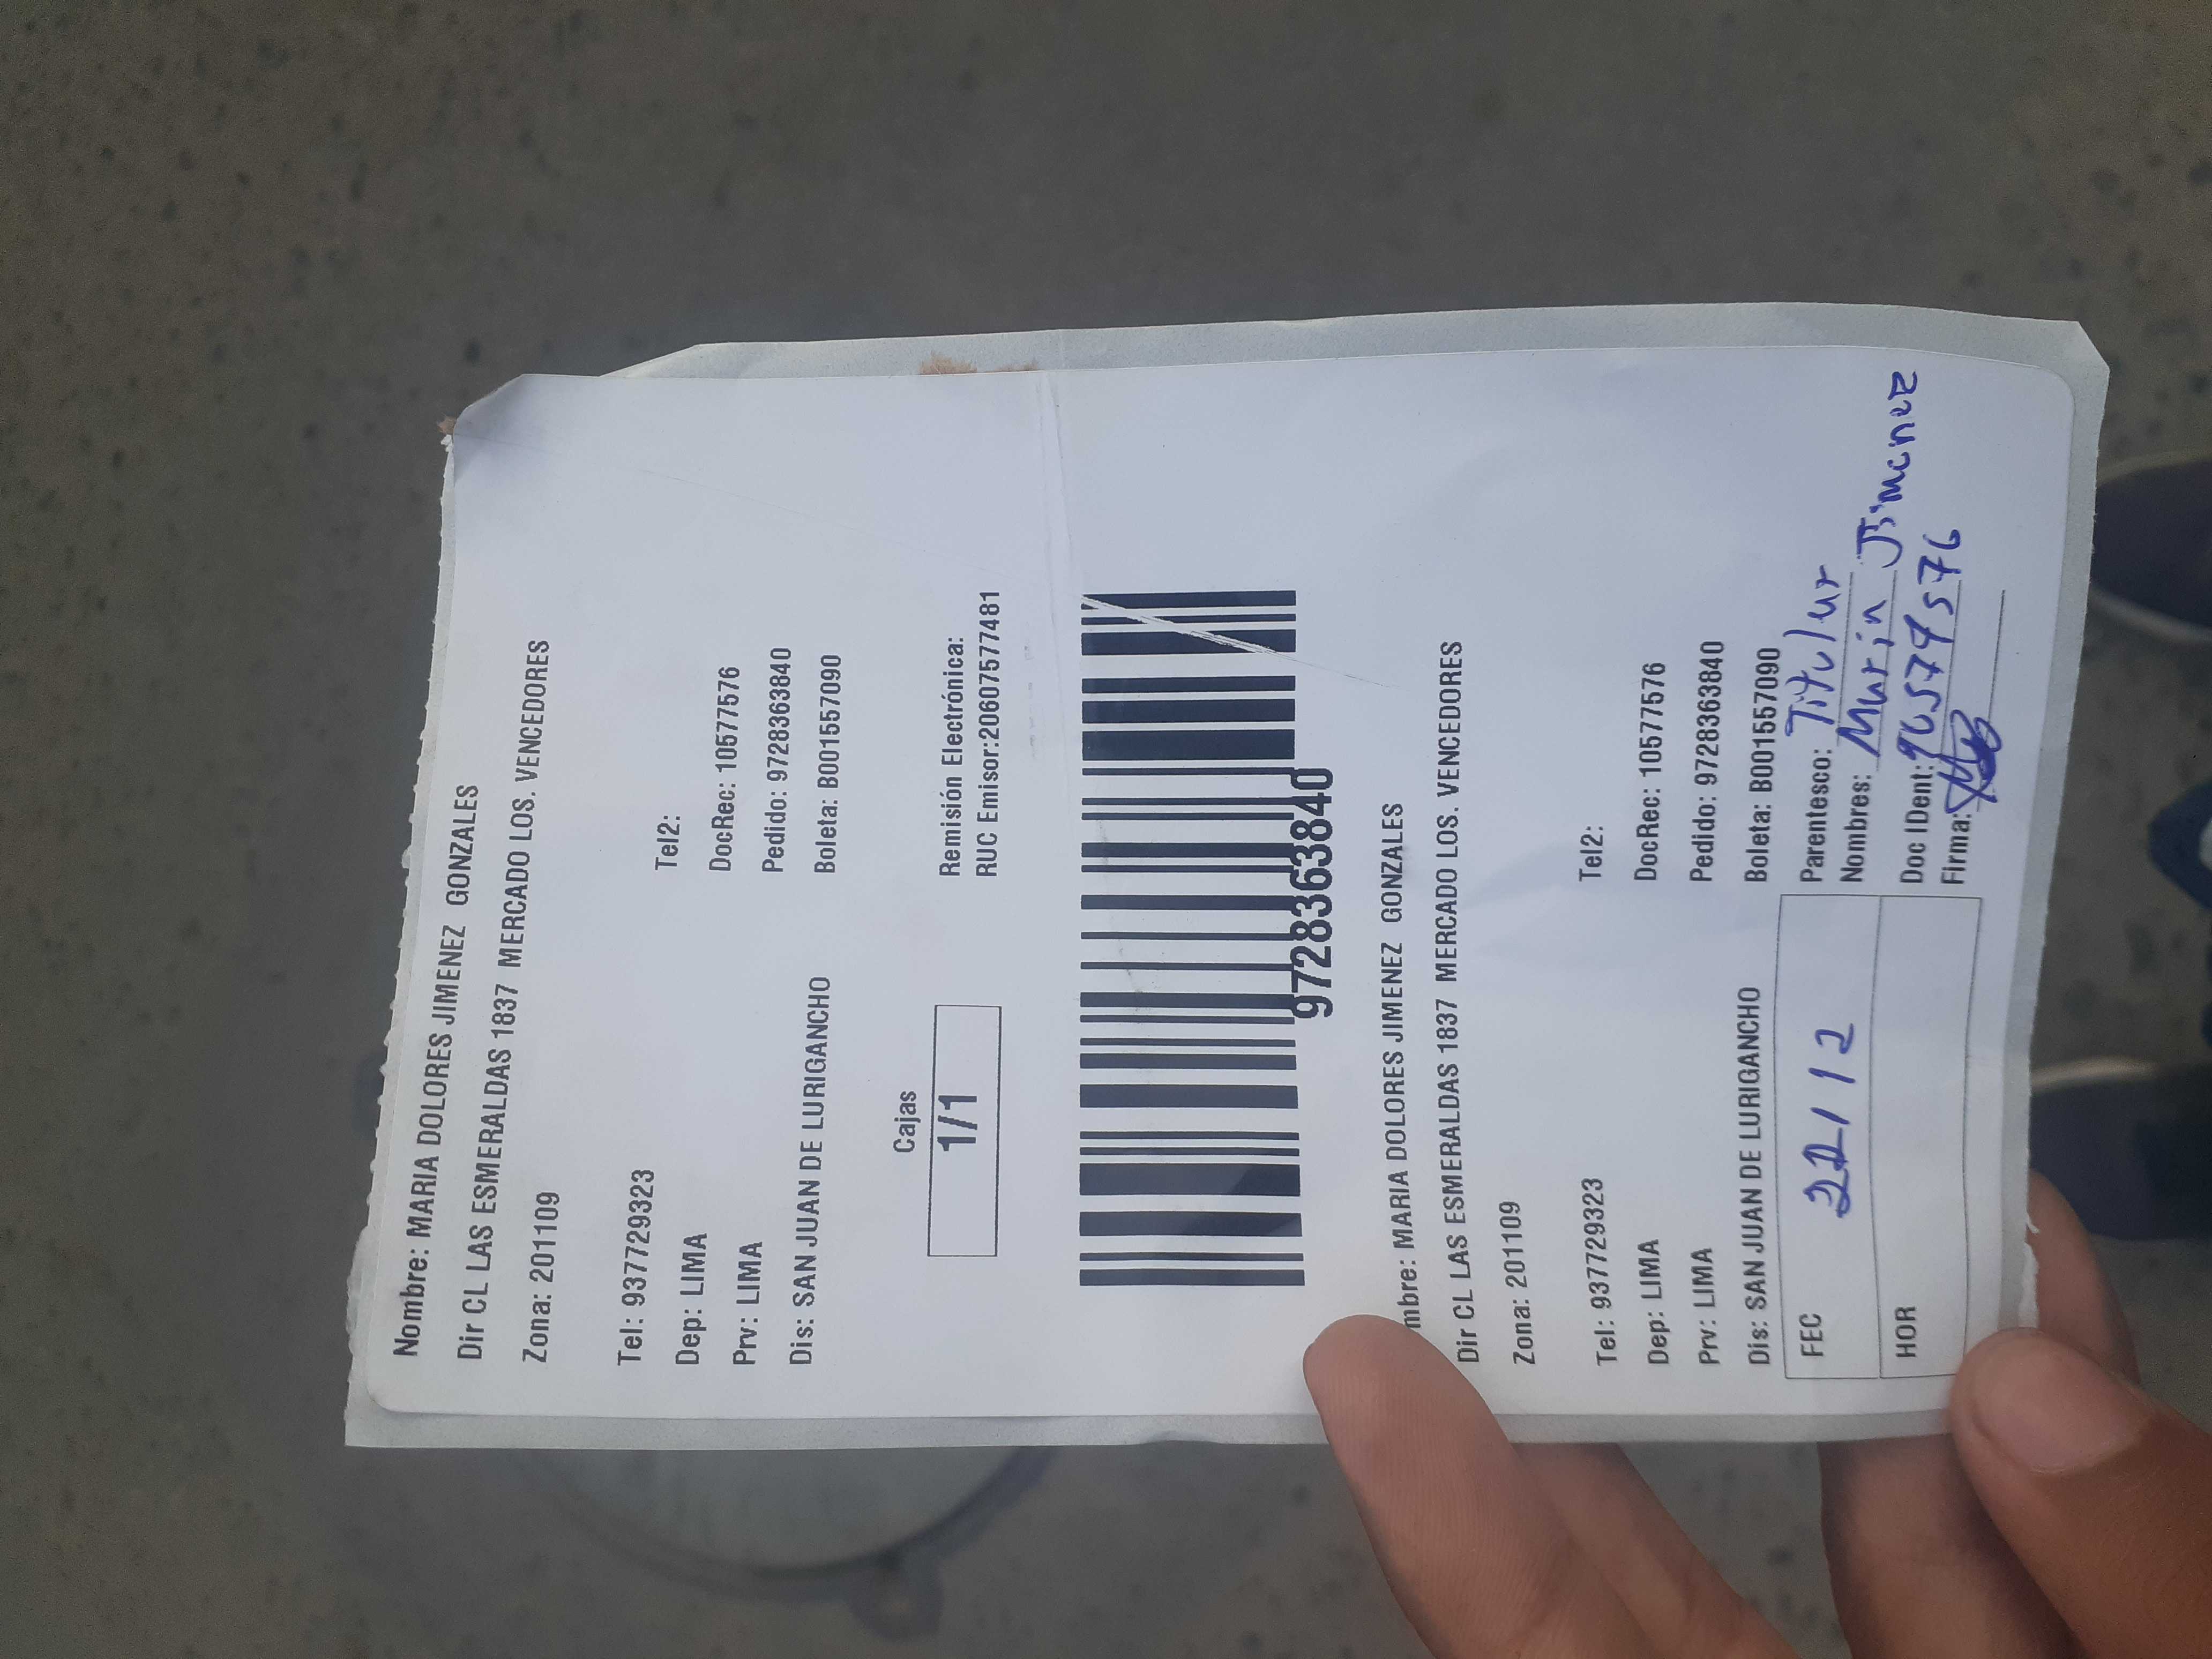 Nombre: MARIA DOLORES JIMENEZ GONZALES
Dir CL LAS ESMERALDAS 1837 MERCADO LOS. VENCEDORES
Zona: 201109
Tel: 937729323 Tel2:
Dep: LIMA DocRec: 10577576
Prv: LIMA Pedido: 9728363840
Dis: SAN JUAN DE LURIGANCHO Boleta: B001557090
Cajas Remisión Electrónica:
1/1 RUC Emisor:20607577481
9728363840
mbre: MARIA DOLORES JIMENEZ GONZALES
Dir CL LAS ESMERALDAS 1837 MERCADO LOS. VENCEDORES
Zona: 201109
Tel: 937729323 Tel2:
Dep: LIMA DocRec: 10577576
Prv: LIMA Pedido: 9728363840
Dis: SAN JUAN DE LURIGANCHO Boleta: B001557090
FEC 22/12 Parentesco: Titular
Nombres: Maria Jimenez
HOR Doc IDent:
Firma: